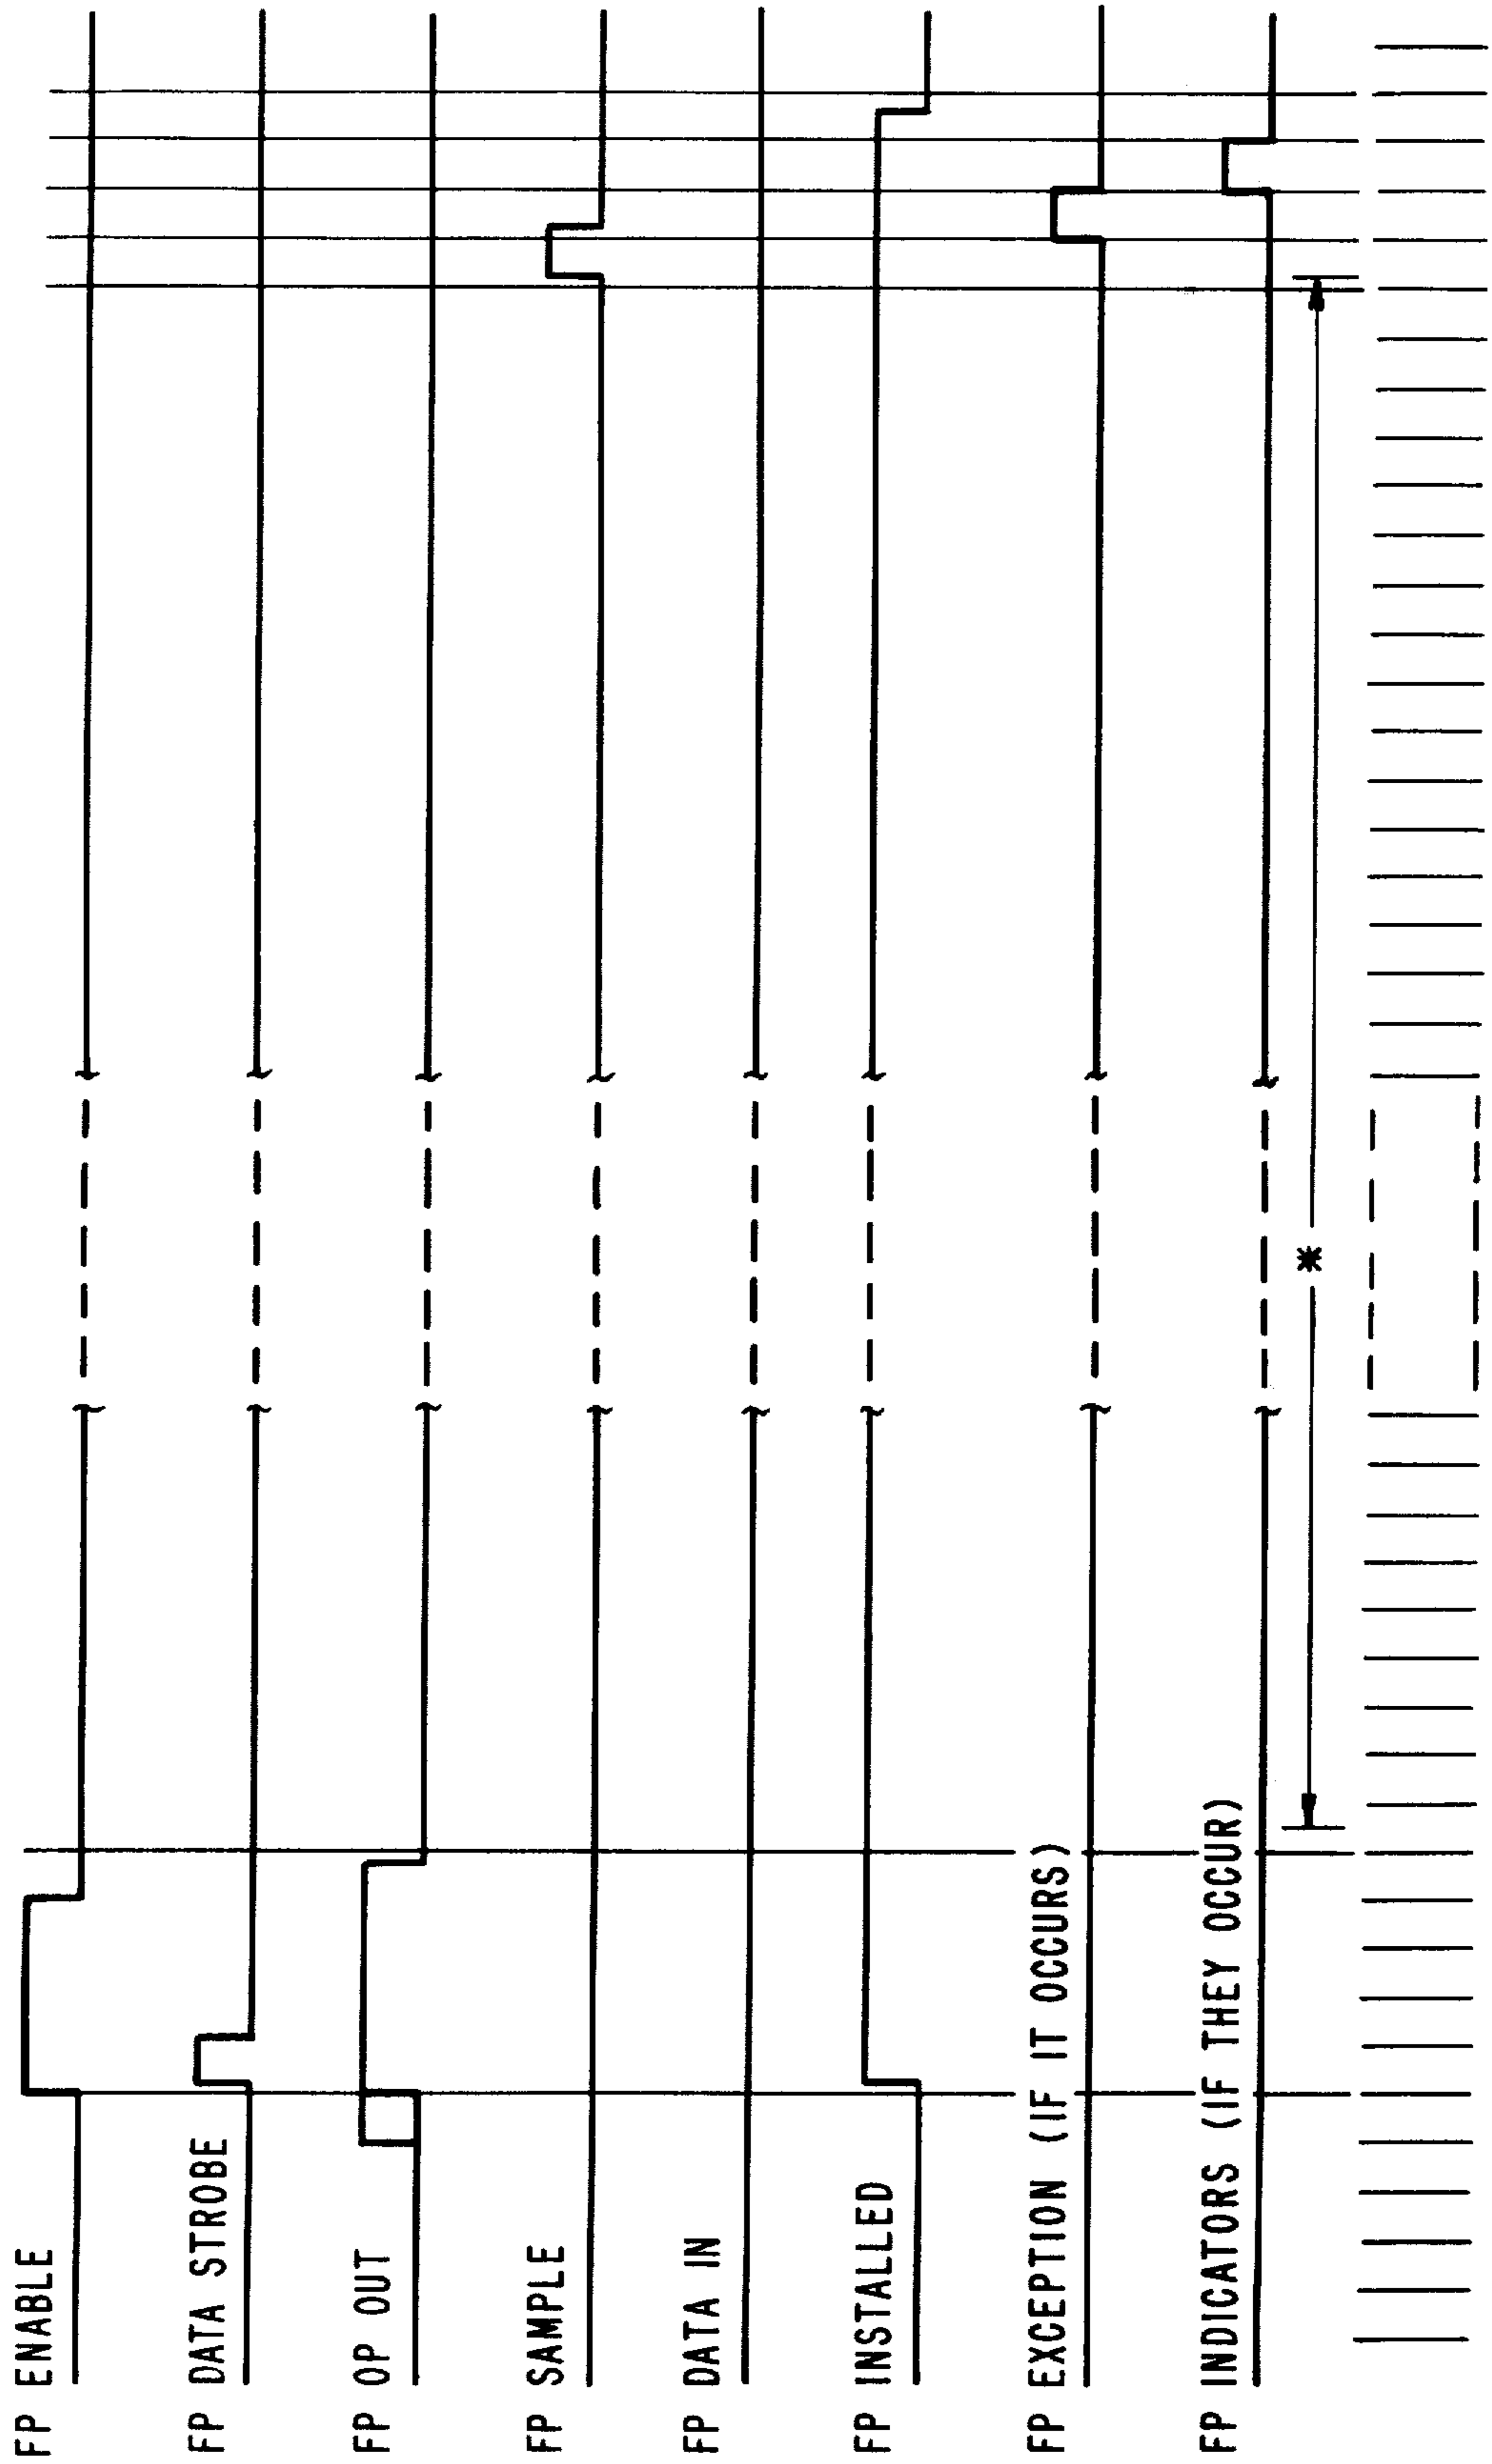 FP ENABLE
FP DATA STROBE
FP OP OUT
FP SAMPLE
FP DATA IN
FP INSTALLED
FP EXCEPTION (IF IT OCCURS)
FP INDICATORS (IF THEY OCCUR)
*